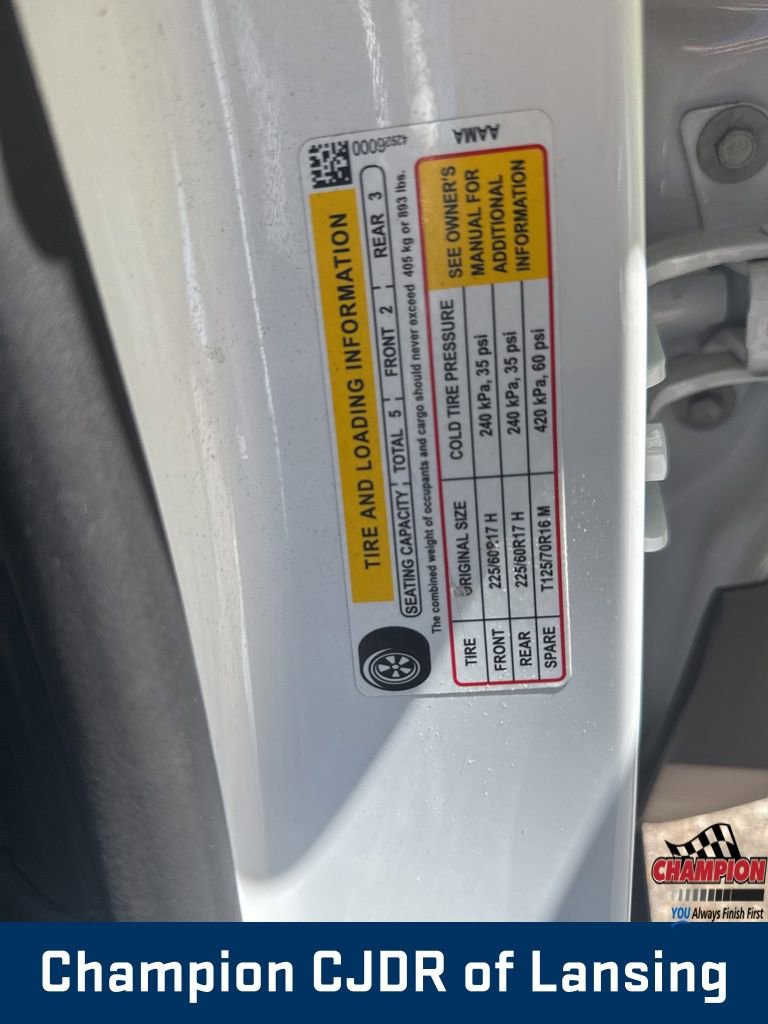 42926000
AAMA
TIRE AND LOADING INFORMATION
SEATING CAPACITY TOTAL 5 FRONT 2 REAR 3
The combined weight of occupants and cargo should never exceed 405 kg or 893 lbs.
TIRE ORIGINAL SIZE COLD TIRE PRESSURE
FRONT 225/60R17 H 240 kPa, 35 psi
REAR 225/60R17 H 240 kPa, 35 psi
SPARE T125/70R16 M 420 kPa, 60 psi
SEE OWNER'S
MANUAL FOR
ADDITIONAL
INFORMATION
CHAMPION
YOU Always Finish First
Champion CJDR of Lansing